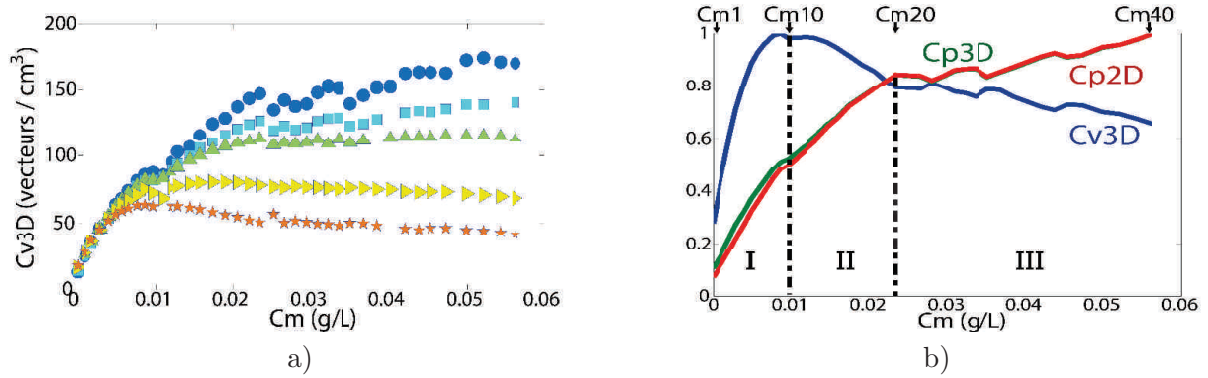 Cv3D (vecteurs / cm³)
200
150
100
50
0
0 0.01 0.02 0.03 0.04 0.05 0.06
Cm (g/L)
a)
Cm1 Cm10 Cm20 Cm40
1
0.8
0.6
0.4
0.2
0
Cp3D
Cp2D
Cv3D
I II III
0 0.01 0.02 0.03 0.04 0.05 0.06
Cm (g/L)
b)